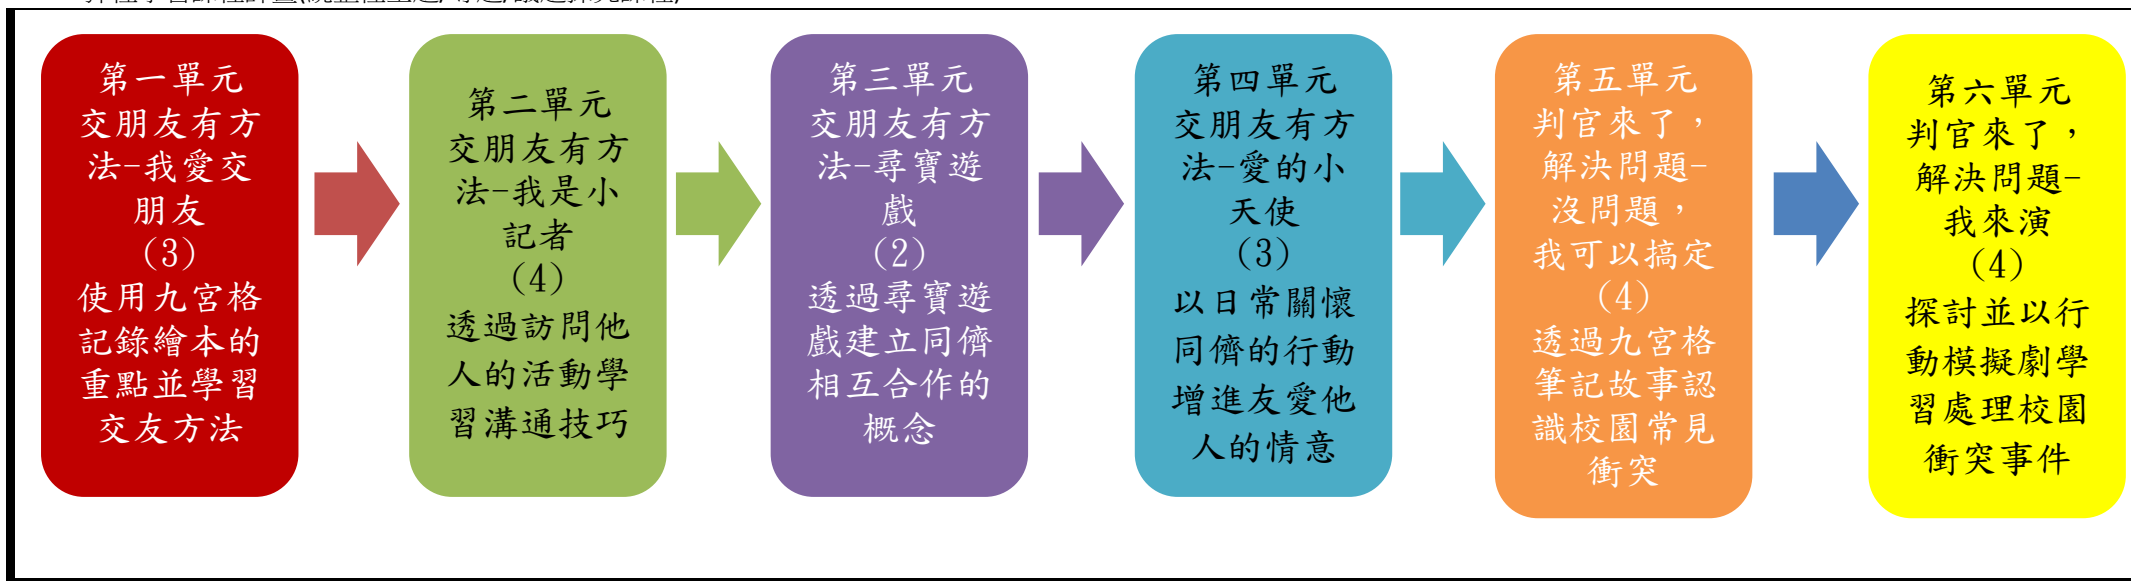 第一單元
交朋友有方
法-我愛交
朋友
(3)
使用九宮格
記錄繪本的
重點並學習
交友方法
第二單元
交朋友有方
法-我是小
記者
(4)
透過訪問他
人的活動學
習溝通技巧
第三單元
交朋友有方
法-尋寶遊
戲
(2)
透過尋寶遊
戲建立同儕
相互合作的
概念
第四單元
交朋友有方
法-愛的小
天使
(3)
以日常關懷
同儕的行動
增進友愛他
人的情意
第五單元
判官來了，
解決問題-
沒問題，
我可以搞定
(4)
透過九宮格
筆記故事認
識校園常見
衝突
第六單元
判官來了，
解決問題-
我來演
(4)
探討並以行
動模擬劇學
習處理校園
衝突事件